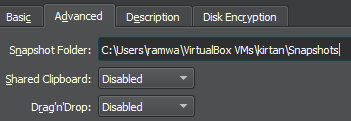 Basic Advanced Description Disk Encryption
Snapshot Folder: C:\Users\ramwa\VirtualBox VMs\kirtan\Snapshots
Shared Clipboard: Disabled
Drag'n'Drop: Disabled